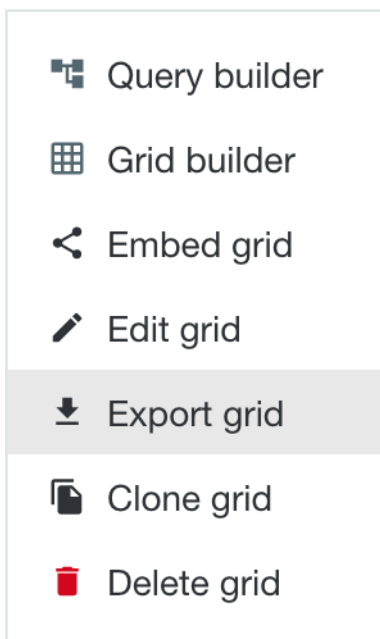 Query builder
Grid builder
Embed grid
Edit grid
Export grid
Clone grid
Delete grid